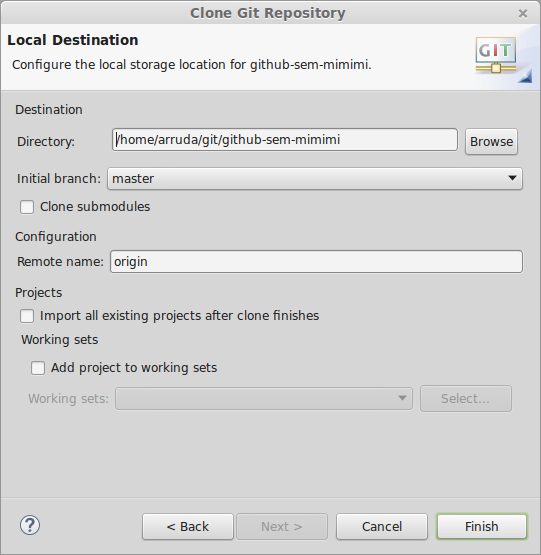 Clone Git Repository
Local Destination
Configure the local storage location for github-sem-mimimi.
GIT
Destination
Directory: /home/arruda/git/github-sem-mimimi Browse
Initial branch: master
Clone submodules
Configuration
Remote name: origin
Projects
Import all existing projects after clone finishes
Working sets
Add project to working sets
Working sets: Select...
? < Back Next > Cancel Finish